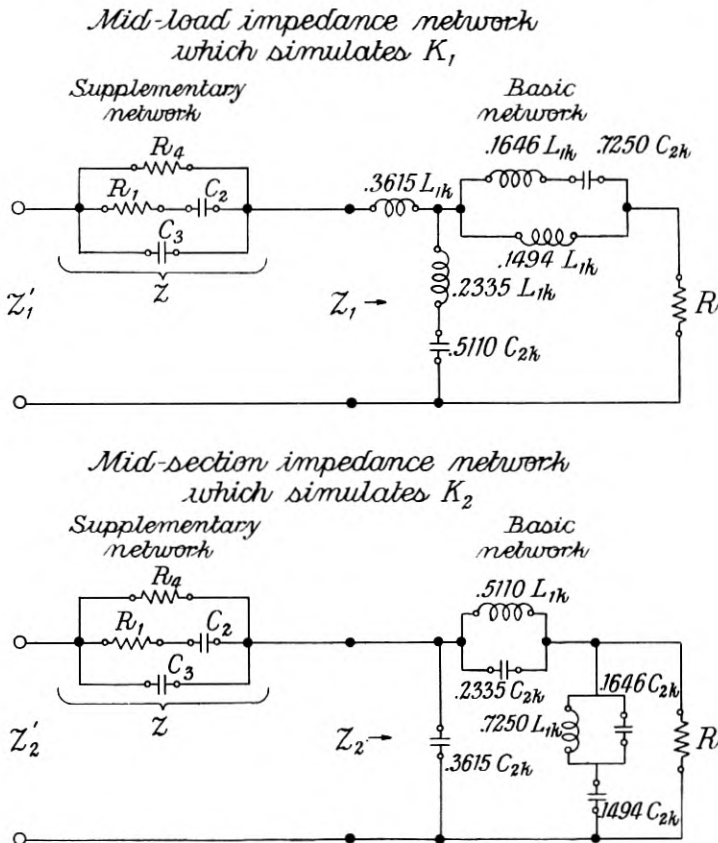 Mid-load impedance network
which simulates K₁
Supplementary
network
Basic
network
R₄
R₁
C₂
C₃
Z
.3615 L₁ₖ
.1646 L₁ₖ
.7250 C₂ₖ
.1494 L₁ₖ
.2335 L₁ₖ
.5110 C₂ₖ
Z₁'
Z₁ →
R
Mid-section impedance network
which simulates K₂
Supplementary
network
Basic
network
R₄
R₁
C₂
C₃
Z
.5110 L₁ₖ
.2335 C₂ₖ
.1646 C₂ₖ
.7250 L₁ₖ
.3615 C₂ₖ
.1494 C₂ₖ
Z₂'
Z₂ →
R